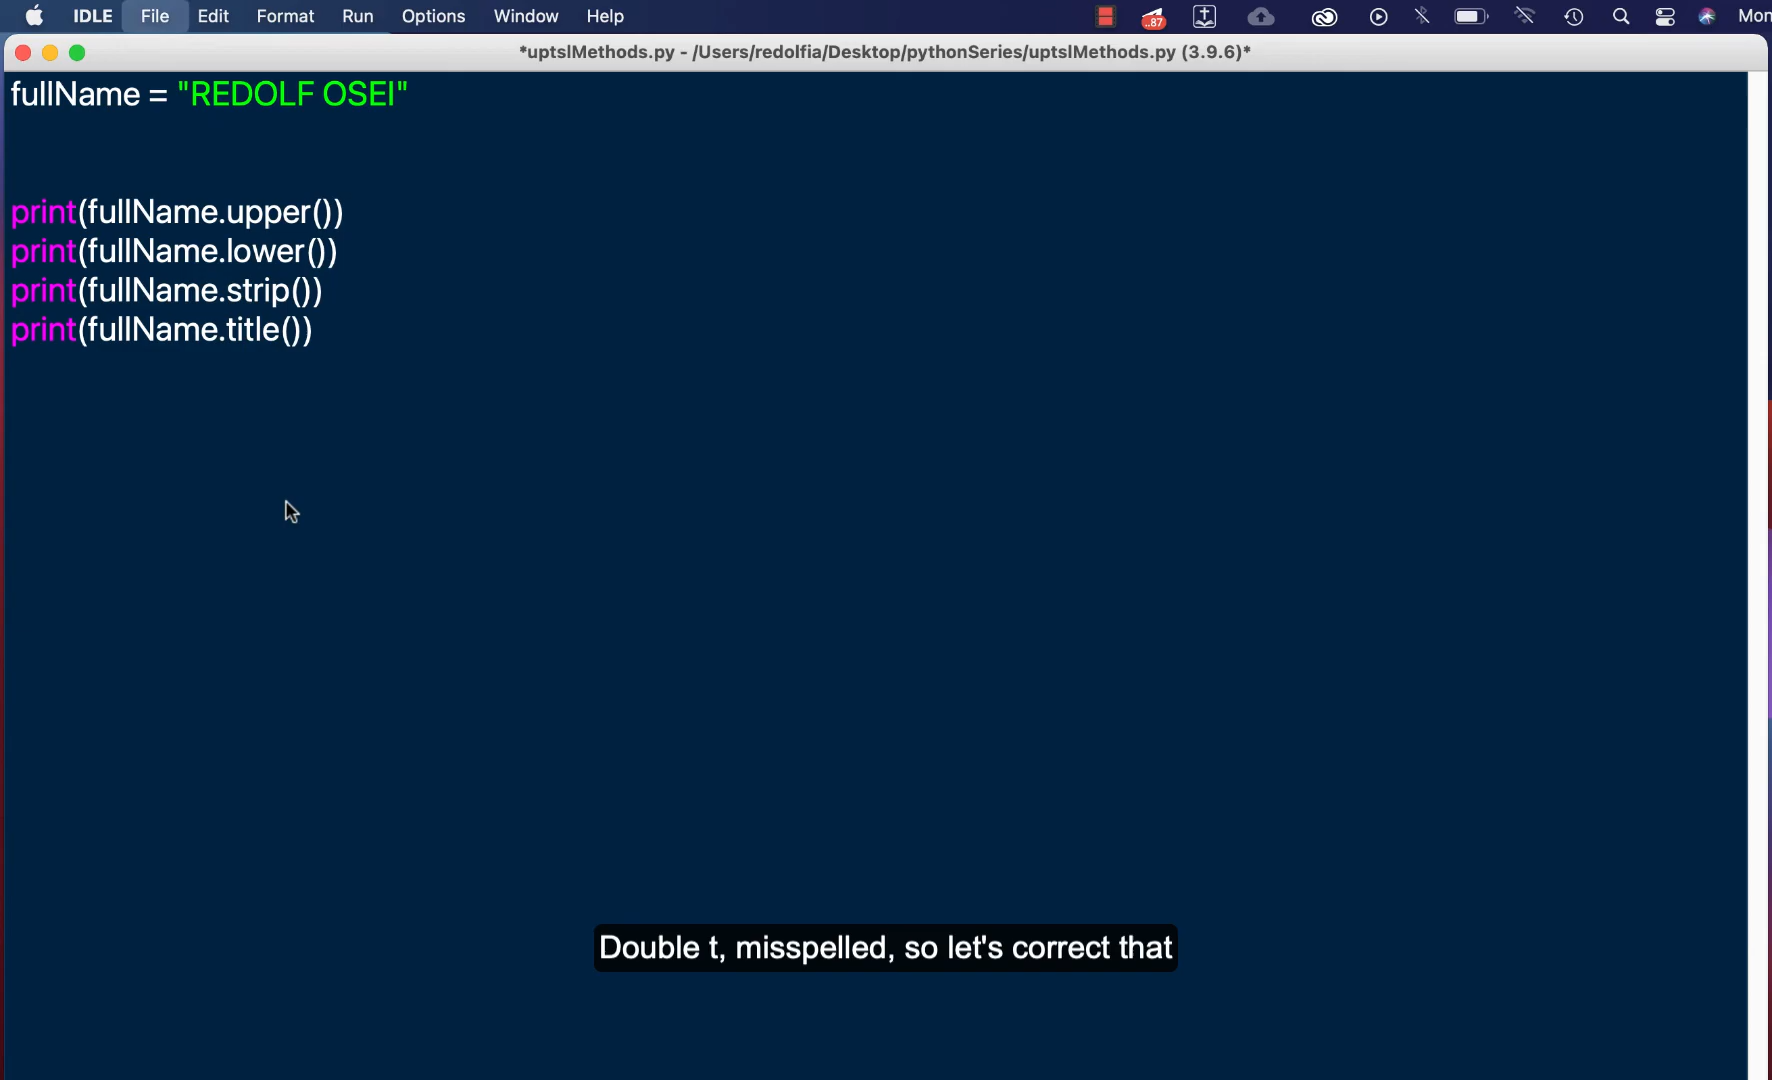 IDLE File Edit Format Run Options Window Help
..87
Mon
*uptslMethods.py - /Users/redolfia/Desktop/pythonSeries/uptslMethods.py (3.9.6)*
fullName = "REDOLF OSEI"
print(fullName.upper())
print(fullName.lower())
print(fullName.strip())
print(fullName.title())
Double t, misspelled, so let's correct that